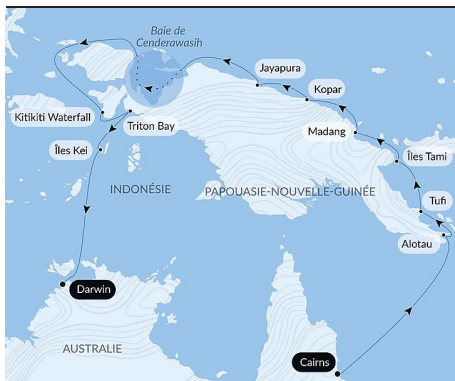 Baie de
Cenderawasih
Jayapura
Kopar
Kitikiti Waterfall
Triton Bay
Madang
Îles Kei
Îles Tami
INDONÉSIE
PAPOUASIE-NOUVELLE-GUINÉE
Tufi
Alotau
Darwin
AUSTRALIE
Cairns